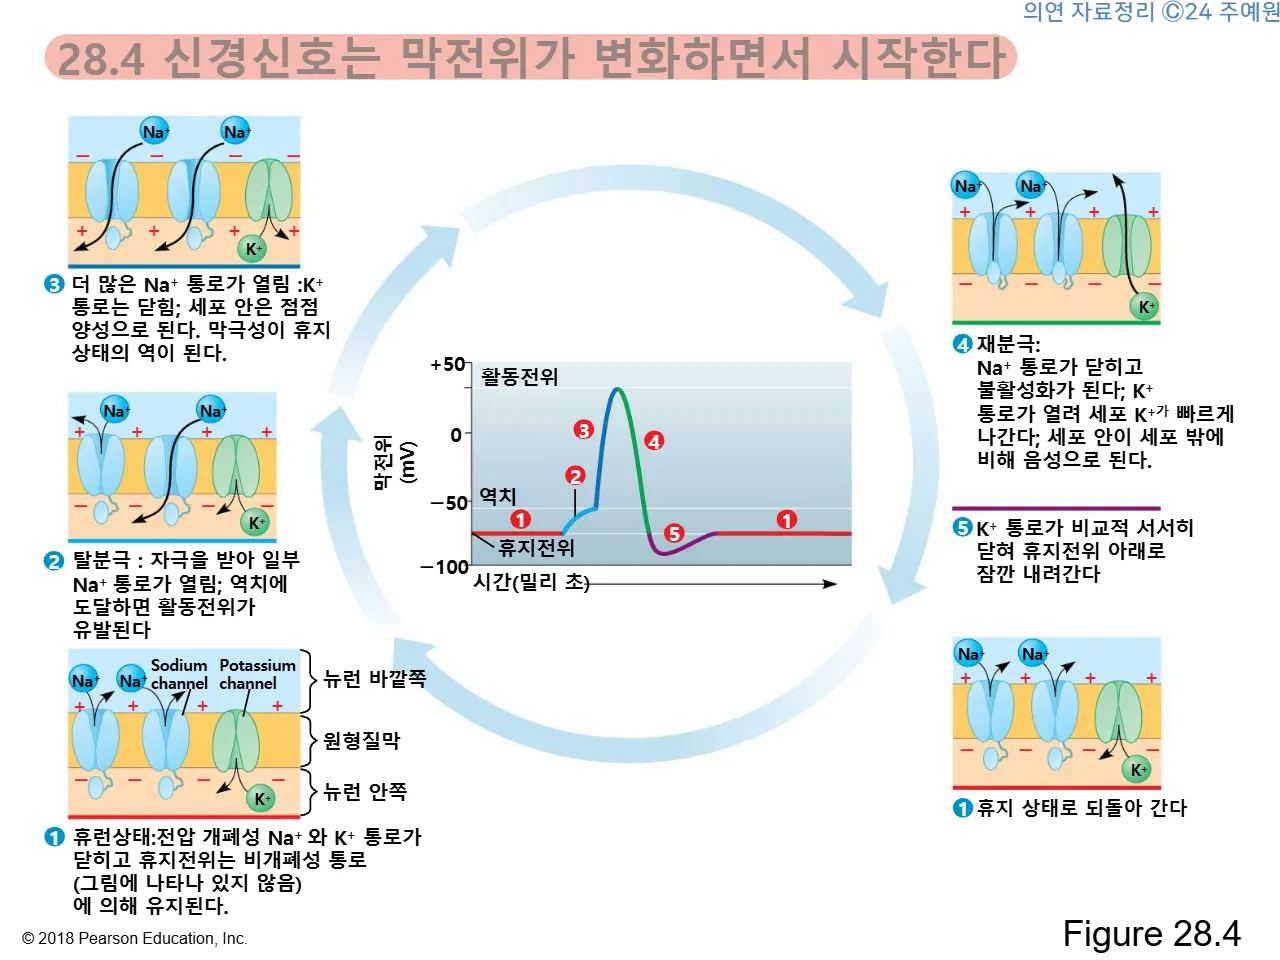 의연 자료정리 ©24 주예원
28.4 신경신호는 막전위가 변화하면서 시작한다
Na⁺
Na⁺
K⁺
3 더 많은 Na⁺ 통로가 열림 :K⁺
통로는 닫힘; 세포 안은 점점
양성으로 된다. 막극성이 휴지
상태의 역이 된다.
Na⁺
Na⁺
K⁺
2 탈분극 : 자극을 받아 일부
Na⁺ 통로가 열림; 역치에
도달하면 활동전위가
유발된다
Sodium channel
Potassium channel
Na⁺
Na⁺
K⁺
뉴런 바깥쪽
원형질막
뉴런 안쪽
1 휴런상태:전압 개폐성 Na⁺ 와 K⁺ 통로가
닫히고 휴지전위는 비개폐성 통로
(그림에 나타나 있지 않음)
에 의해 유지된다.
막전위
(mV)
+50
0
−50
−100
활동전위
역치
휴지전위
1
2
3
4
5
1
시간(밀리 초)
Na⁺
Na⁺
K⁺
4 재분극:
Na⁺ 통로가 닫히고
불활성화가 된다; K⁺
통로가 열려 세포 K⁺가 빠르게
나간다; 세포 안이 세포 밖에
비해 음성으로 된다.
5 K⁺ 통로가 비교적 서서히
닫혀 휴지전위 아래로
잠깐 내려간다
Na⁺
Na⁺
K⁺
1 휴지 상태로 되돌아 간다
© 2018 Pearson Education, Inc.
Figure 28.4